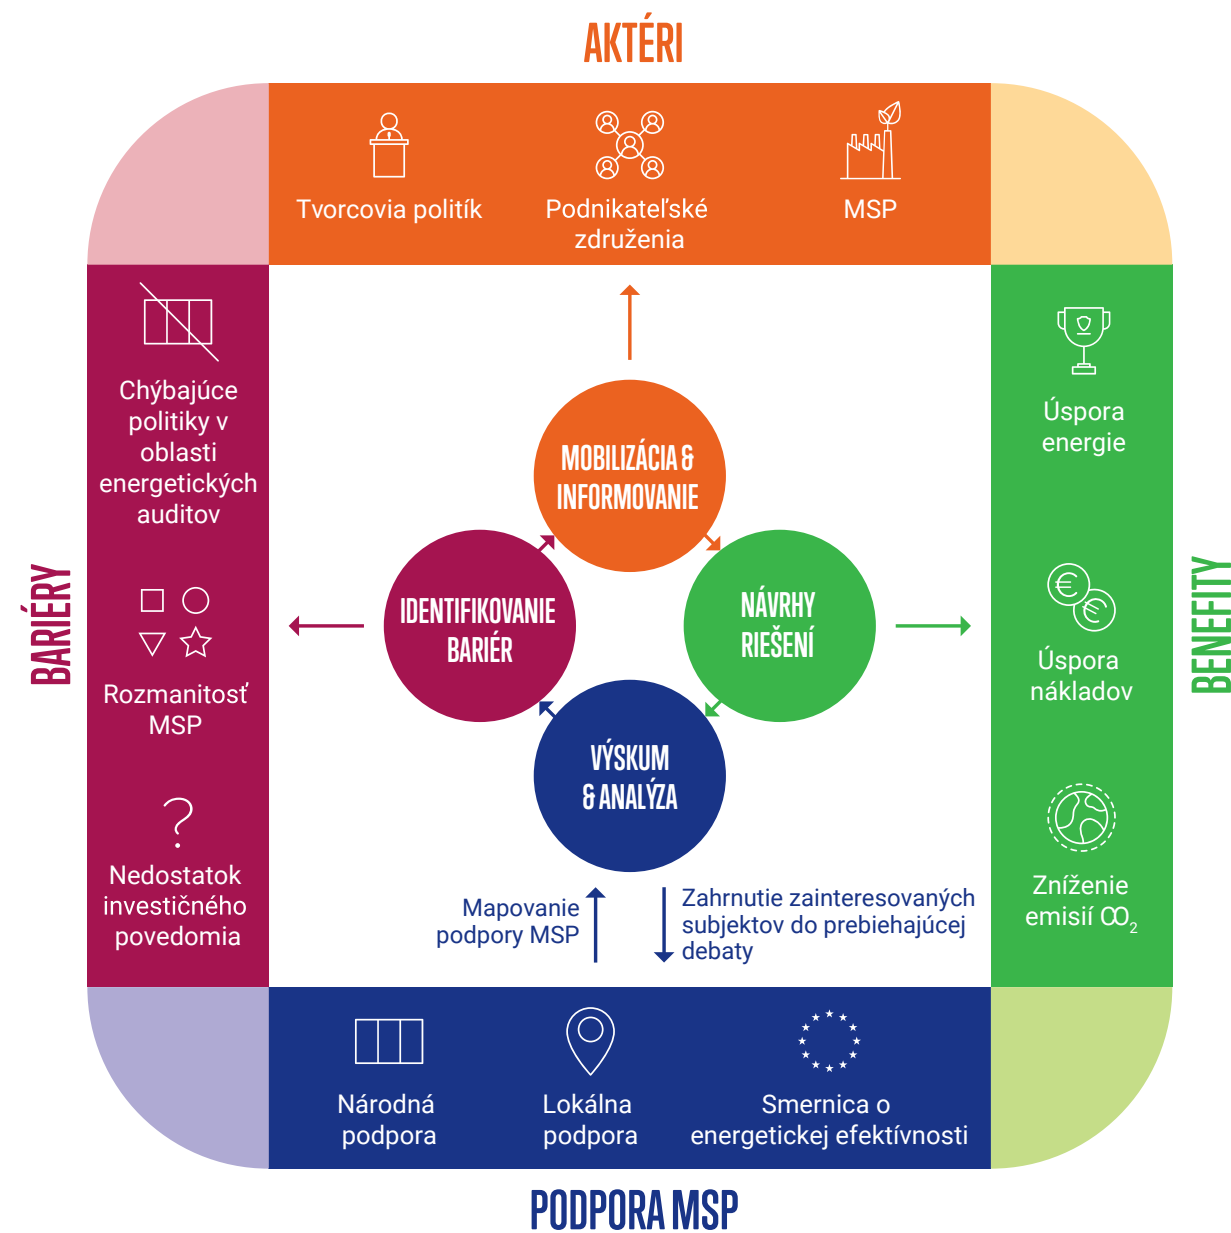 AKTÉRI
Tvorcovia politík
Podnikateľské
združenia
MSP
BARIÉRY
Chýbajúce
politiky v
oblasti
energetických
auditov
Rozmanitosť
MSP
Nedostatok
investičného
povedomia
MOBILIZÁCIA &
INFORMOVANIE
IDENTIFIKOVANIE
BARIÉR
NÁVRHY
RIEŠENÍ
VÝSKUM
& ANALÝZA
Mapovanie
podpory MSP
Zahrnutie zainteresovaných
subjektov do prebiehajúcej
debaty
Úspora
energie
Úspora
nákladov
Zníženie
emisií CO₂
BENEFITY
Národná
podpora
Lokálna
podpora
Smernica o
energetickej efektívnosti
PODPORA MSP